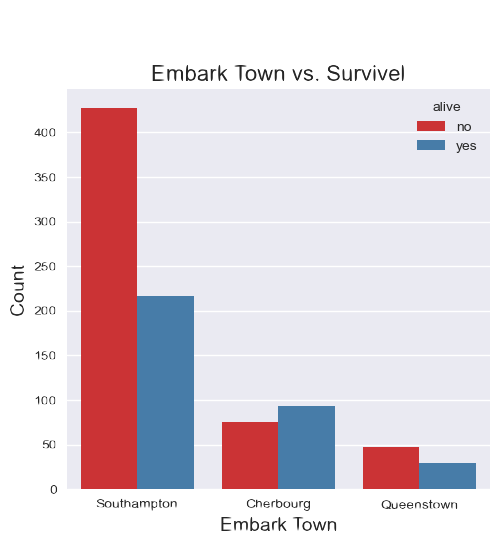 Embark Town vs. Survivel
alive
no
yes
Count
400
350
300
250
200
150
100
50
0
Southampton Cherbourg Queenstown
Embark Town